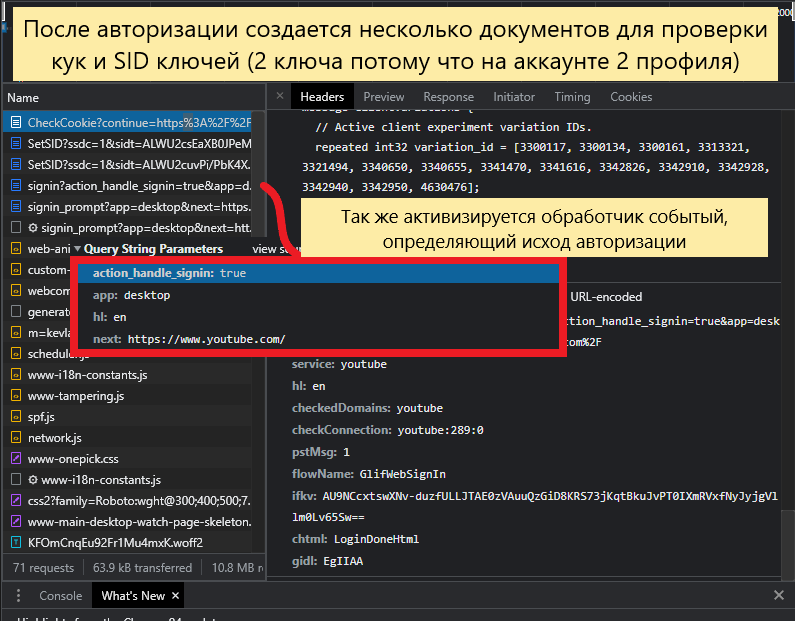 После авторизации создается несколько документов для проверки
кук и SID ключей (2 ключа потому что на аккаунте 2 профиля)
Name
CheckCookie?continue=https%3A%2F%2F
SetSID?ssdc=1&sidt=ALWU2csEaXB0JPeM
SetSID?ssdc=1&sidt=ALWU2cuvPi/PbK4X.
signin?action_handle_signin=true&app=d.
signin_prompt?app=desktop&next=https.
signin_prompt?app=desktop&next=htt.
web-ani
custom-
webcom
generate
m=kevla
scheduler.js
www-i18n-constants.js
www-tampering.js
spf.js
network.js
www-onepick.css
www-i18n-constants.js
css2?family=Roboto:wght@300;400;500;7.
www-main-desktop-watch-page-skeleton.
KFOmCnqEu92Fr1Mu4mxK.woff2
71 requests 63.9 kB transferred 10.8 MB r
× Headers Preview Response Initiator Timing Cookies
// Active client experiment variation IDs.
repeated int32 variation_id = [3300117, 3300134, 3300161, 3313321,
3321494, 3340650, 3340655, 3341470, 3341616, 3342826, 3342910, 3342928,
3342940, 3342950, 4630476];
Так же активизируется обработчик событый,
определяющий исход авторизации
Query String Parameters view sou
action_handle_signin: true
app: desktop
hl: en
next: https://www.youtube.com/
URL-encoded
ction_handle_signin=true&app=desk
com%2F
service: youtube
hl: en
checkedDomains: youtube
checkConnection: youtube:289:0
pstMsg: 1
flowName: GlifWebSignIn
ifkv: AU9NCcxtswXNv-duzfULLJTAE0zVAuuQzGiD8KRS73jKqtBkuJvPT0IXmRVxfNyJyjgVl
lm0Lv65Sw==
chtml: LoginDoneHtml
gidl: EgIIAA
Console What's New ×